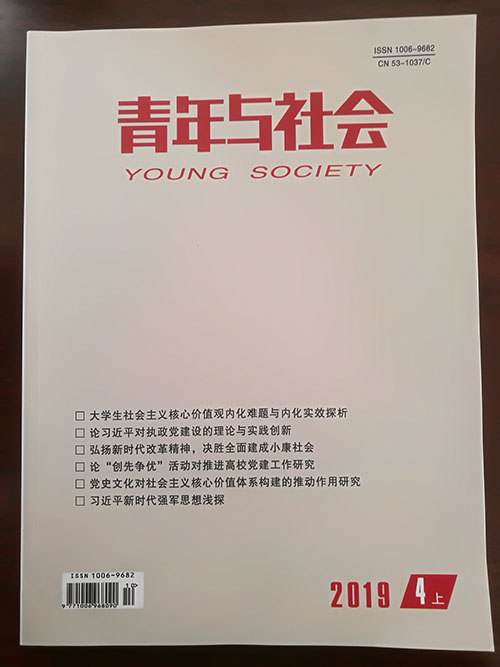 ISSN 1006-9682
CN 53-1037/C
青年与社会
YOUNG SOCIETY
□ 大学生社会主义核心价值观内化难题与内化实效探析
□ 论习近平对执政党建设的理论与实践创新
□ 弘扬新时代改革精神，决胜全面建成小康社会
□ 论“创先争优”活动对推进高校党建工作研究
□ 党史文化对社会主义核心价值体系构建的推动作用研究
□ 习近平新时代强军思想浅探
ISSN 1006-9682
10
9 771006 968090
2019 4上